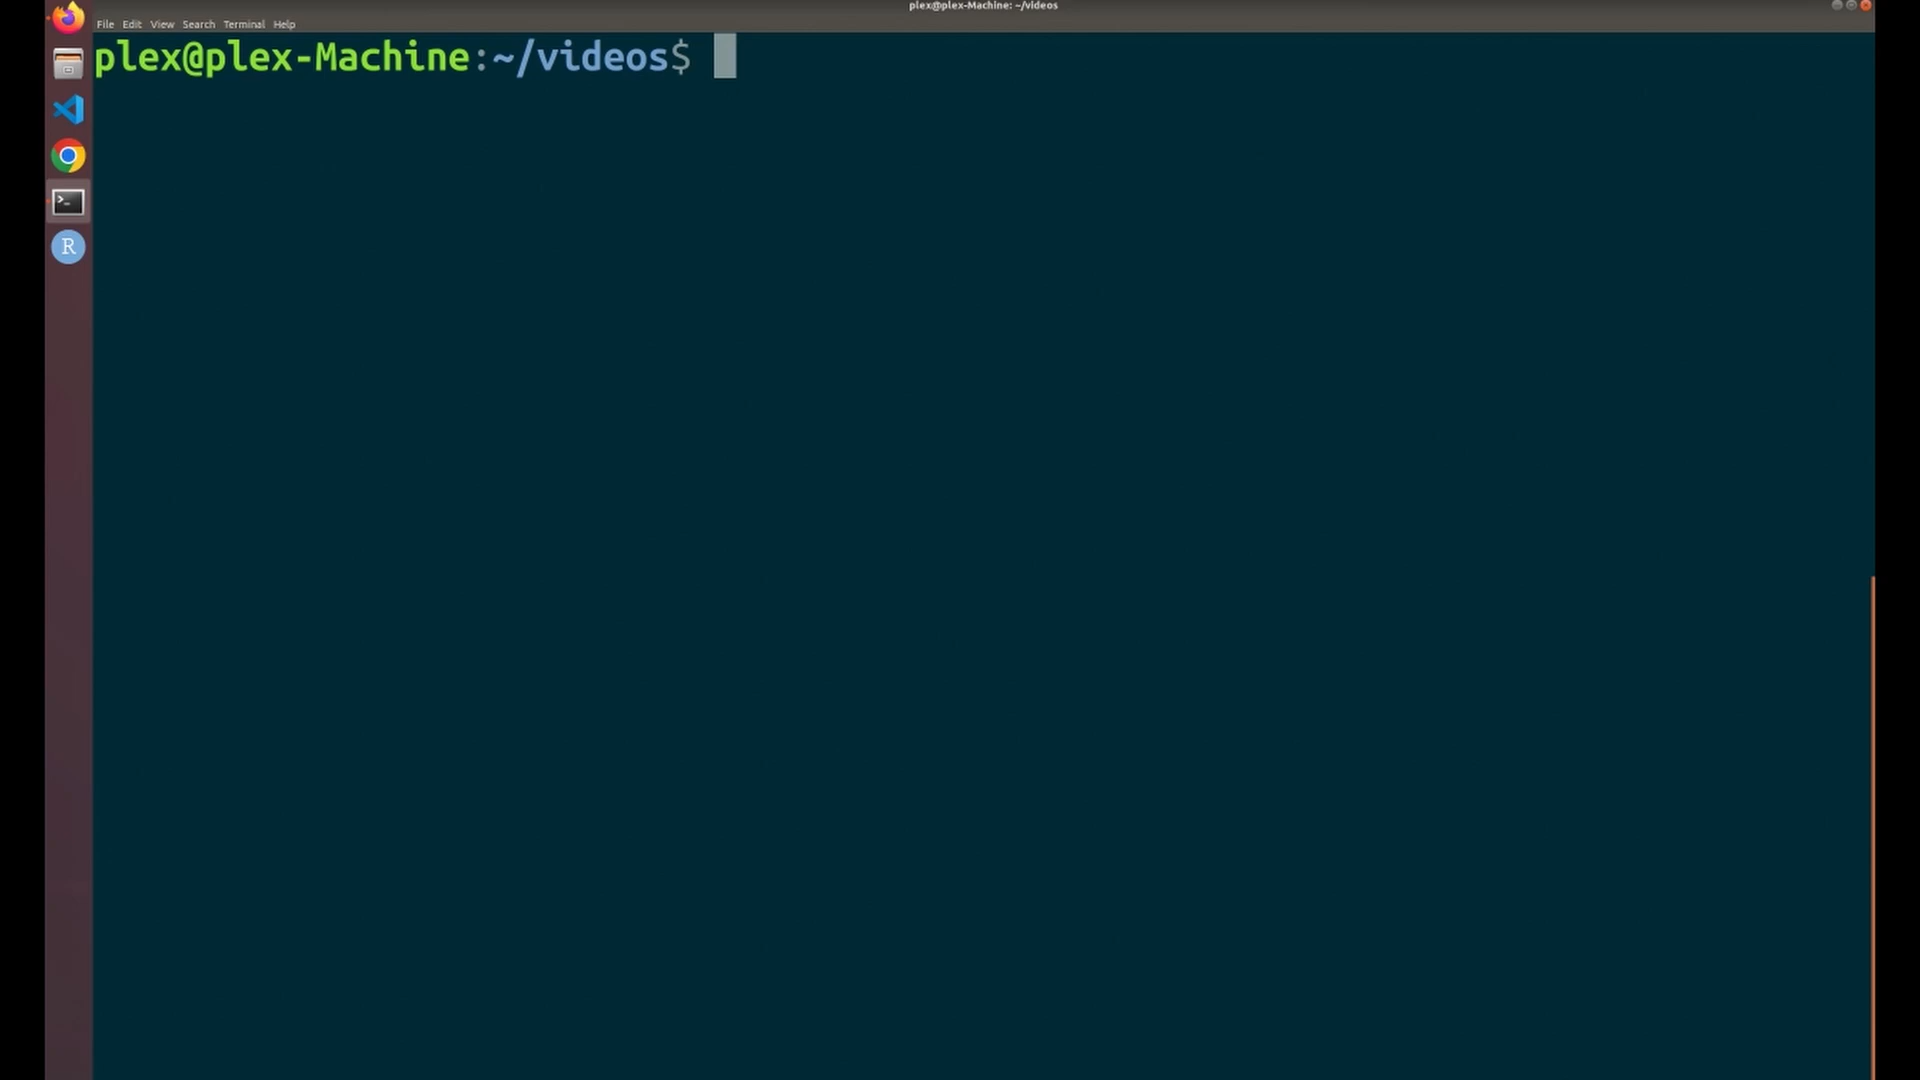 plex@plex-Machine: ~/videos
File Edit View Search Terminal Help
plex@plex-Machine:~/videos$
>_
R